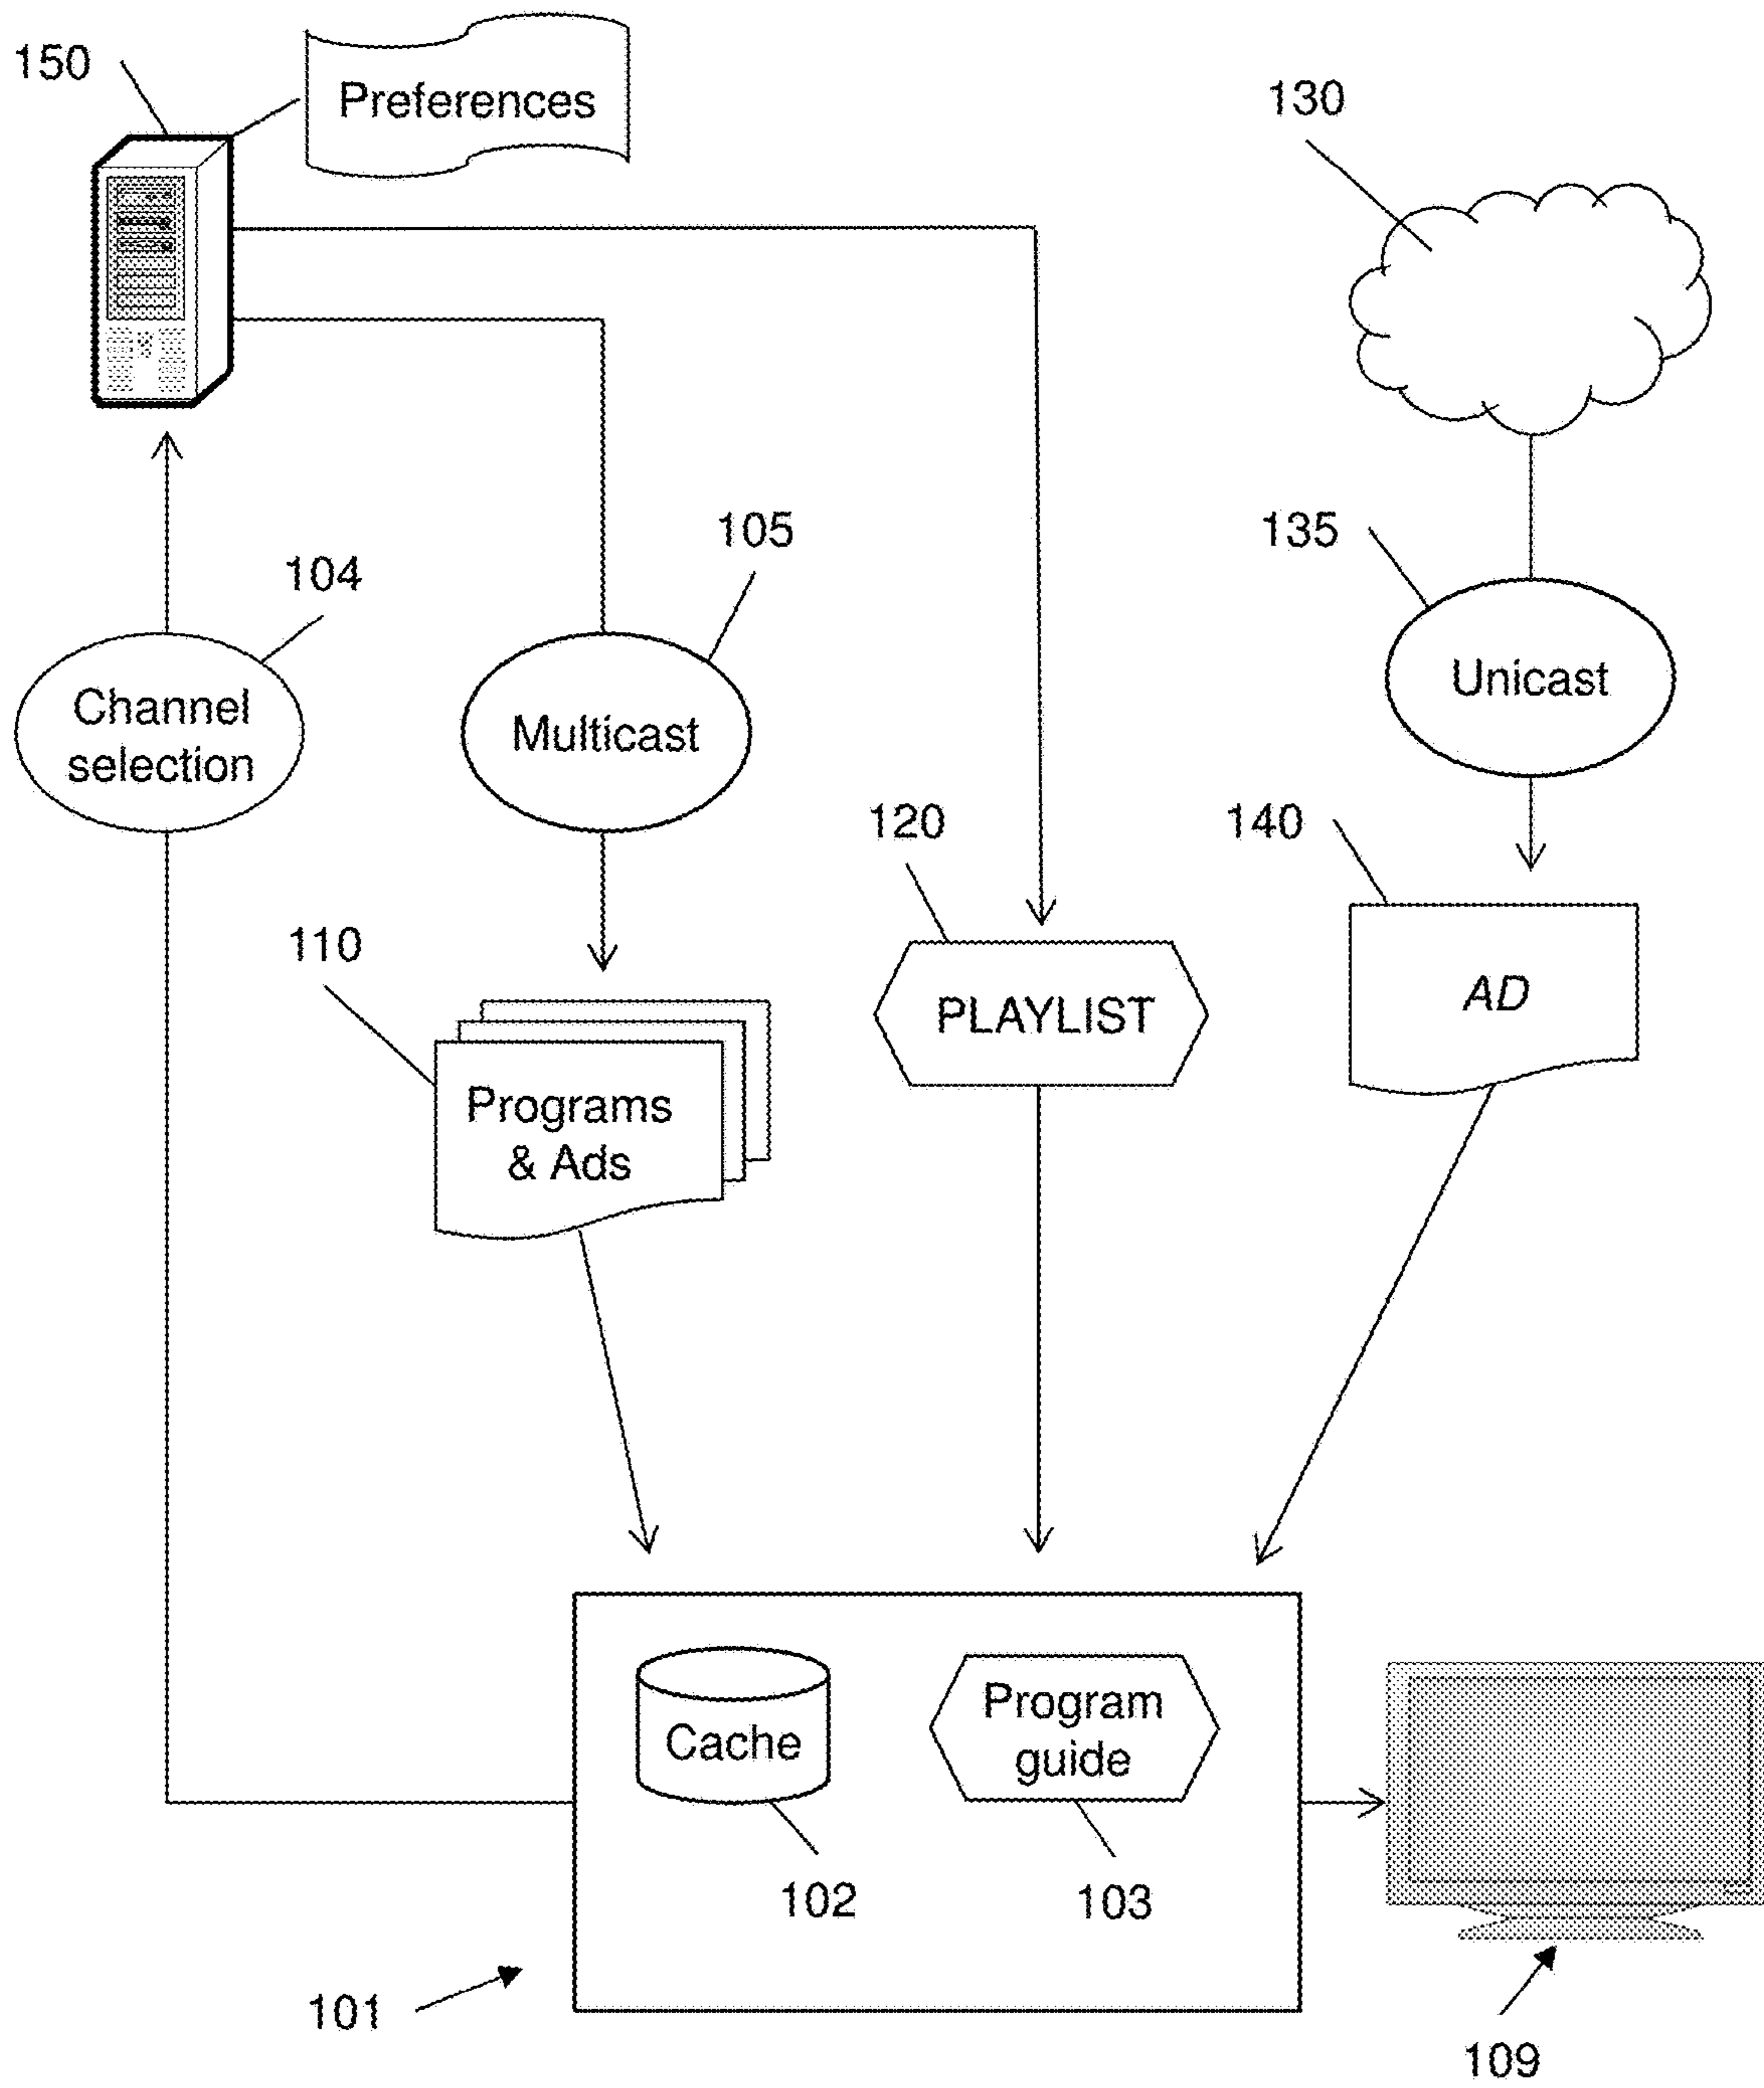 150
Preferences
130
104
105
135
Channel
selection
Multicast
Unicast
120
140
110
PLAYLIST
AD
Programs
& Ads
Cache
Program
guide
102
103
101
109